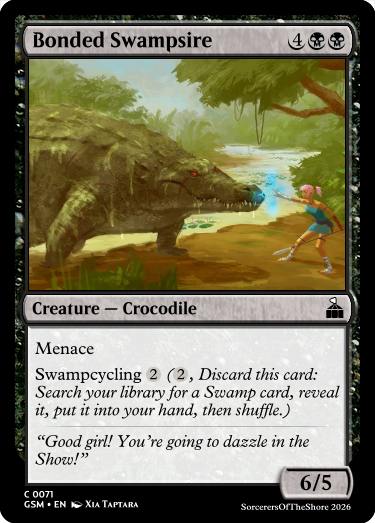 Bonded Swampsire 4
Creature — Crocodile
Menace
Swampcycling 2 (2, Discard this card:
Search your library for a Swamp card, reveal
it, put it into your hand, then shuffle.)
“Good girl! You’re going to dazzle in the
Show!”
6/5
C 0071
GSM • EN Xia Taptara
SorcerersOfTheShore 2026